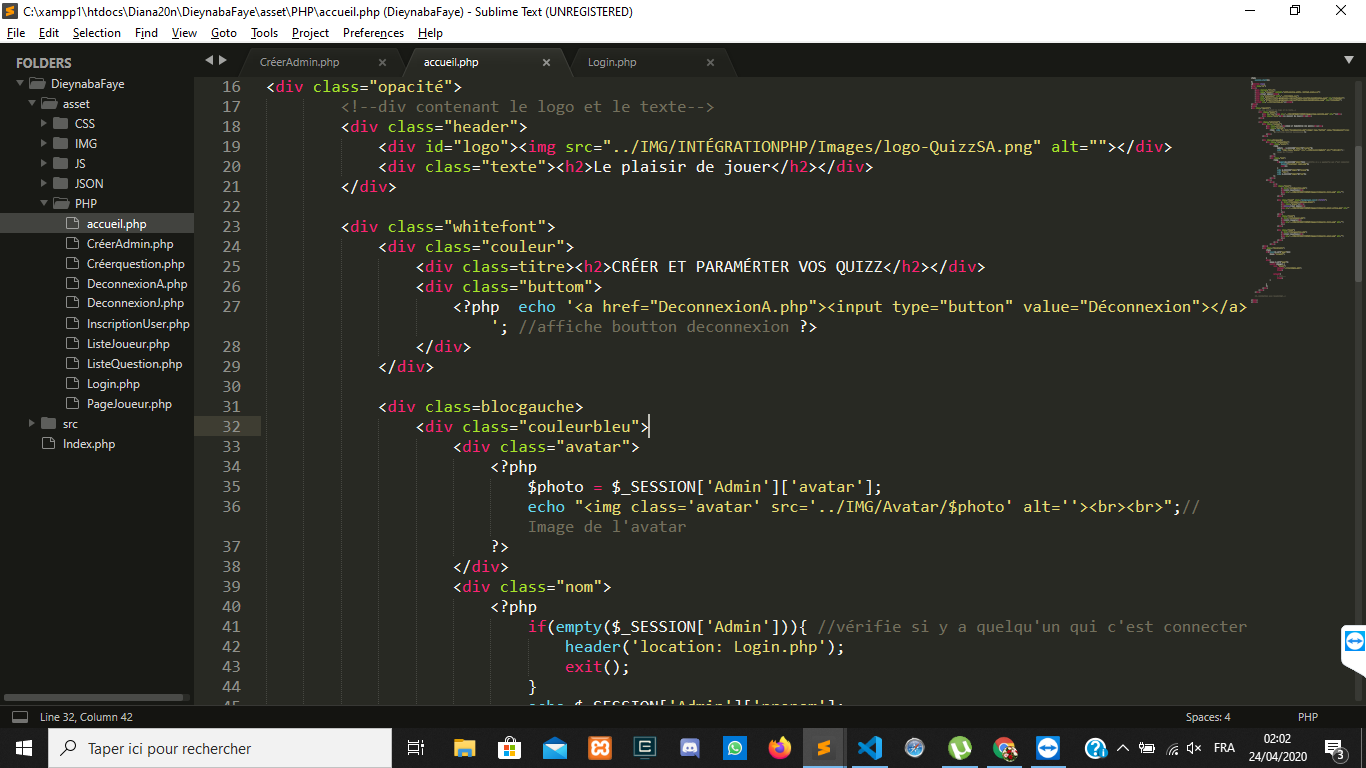 C:\xampp1\htdocs\Diana20n\DieynabaFaye\asset\PHP\accueil.php (DieynabaFaye) - Sublime Text (UNREGISTERED)
File Edit Selection Find View Goto Tools Project Preferences Help
FOLDERS
DieynabaFaye
asset
CSS
IMG
JS
JSON
PHP
accueil.php
CréerAdmin.php
Créerquestion.php
DeconnexionA.php
DeconnexionJ.php
InscriptionUser.php
ListeJoueur.php
ListeQuestion.php
Login.php
PageJoueur.php
src
Index.php
CréerAdmin.php × accueil.php × Login.php ×
16 <div class="opacité">
17 <!--div contenant le logo et le texte-->
18 <div class="header">
19 <div id="logo"><img src="../IMG/INTÉGRATIONPHP/Images/logo-QuizzSA.png" alt=""></div>
20 <div class="texte"><h2>Le plaisir de jouer</h2></div>
21 </div>
22
23 <div class="whitefont">
24 <div class="couleur">
25 <div class=titre><h2>CRÉER ET PARAMÉRTER VOS QUIZZ</h2></div>
26 <div class="buttom">
27 <?php  echo '<a href="DeconnexionA.php"><input type="button" value="Déconnexion"></a>
'; //affiche boutton deconnexion ?>
28 </div>
29 </div>
30
31 <div class=blocgauche>
32 <div class="couleurbleu">
33 <div class="avatar">
34 <?php
35 $photo = $_SESSION['Admin']['avatar'];
36 echo "<img class='avatar' src='../IMG/Avatar/$photo' alt=''><br><br>";//
Image de l'avatar
37 ?>
38 </div>
39 <div class="nom">
40 <?php
41 if(empty($_SESSION['Admin'])){ //vérifie si y a quelqu'un qui c'est connecter
42 header('location: Login.php');
43 exit();
44 }
45 echo $_SESSION['Admin']['prenom'];
Line 32, Column 42
Spaces: 4 PHP
Taper ici pour rechercher
FRA
02:02
24/04/2020
3